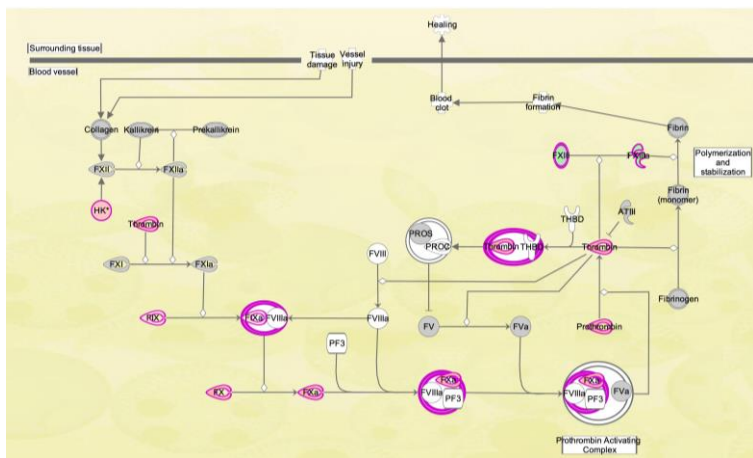 Healing
Surrounding tissue
Blood vessel
Tissue
damage
Vessel
injury
Blood
clot
Fibrin
formation
Collagen
Kallikrein
Prekallikrein
Fibrin
FXII
FXIIa
FXIII
Polymerization
and
stabilization
HK*
Fibrin
(monomer)
Thrombin
THBD
ATIII
PROS
PROC
Thrombin
THBD
Thrombin
FXI
FXIa
FVIII
Fibrinogen
FIX
FIXa
FVIIIa
FVIIIa
FV
FVa
Prethrombin
PF3
FX
FXa
FXa
FVIIIa
PF3
FXa
FVIIIa
PF3
FVa
Prothrombin Activating
Complex